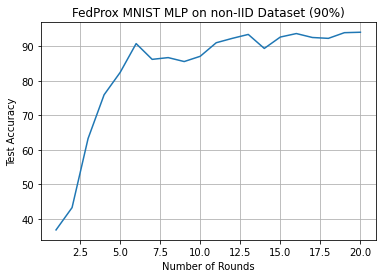 FedProx MNIST MLP on non-IID Dataset (90%)
90
80
70
60
50
40
Test Accuracy
2.5 5.0 7.5 10.0 12.5 15.0 17.5 20.0
Number of Rounds